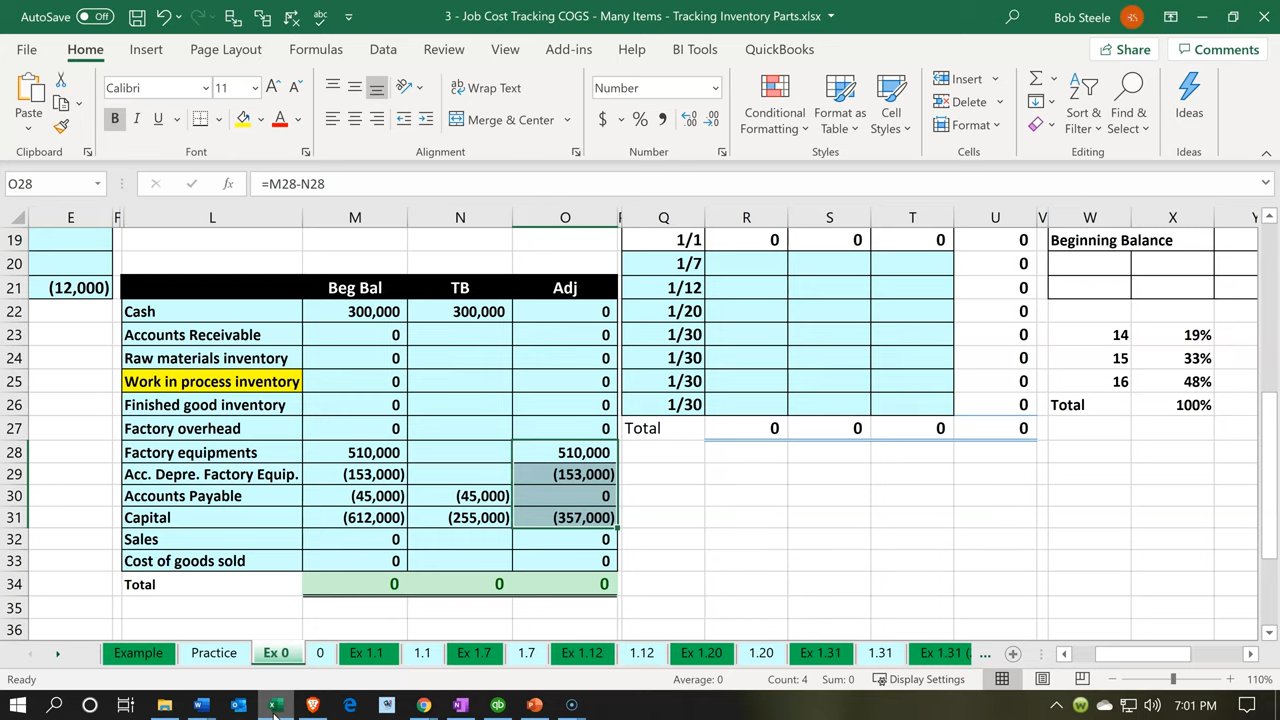 AutoSave Off 3 - Job Cost Tracking COGS - Many Items - Tracking Inventory Parts.xlsx Bob Steele BS
File Home Insert Page Layout Formulas Data Review View Add-ins Help BI Tools QuickBooks Share Comments
Paste Calibri 11 Wrap Text Number Conditional Formatting Format as Table Cell Styles Insert Σ Sort & Filter Find & Select Ideas
B I U A Merge & Center $ % , Delete
Format
Clipboard Font Alignment Number Styles Cells Editing Ideas
O28 fx =M28-N28
E F L M N O P Q R S T U V W X Y
19 1/1 0 0 0 0 Beginning Balance
20 1/7 0
21 (12,000) Beg Bal TB Adj 1/12 0
22 Cash 300,000 300,000 0 1/20 0
23 Accounts Receivable 0 0 1/30 0 14 19%
24 Raw materials inventory 0 0 1/30 0 15 33%
25 Work in process inventory 0 0 1/30 0 16 48%
26 Finished good inventory 0 0 1/30 0 Total 100%
27 Factory overhead 0 0 Total 0 0 0 0
28 Factory equipments 510,000 510,000
29 Acc. Depre. Factory Equip. (153,000) (153,000)
30 Accounts Payable (45,000) (45,000) 0
31 Capital (612,000) (255,000) (357,000)
32 Sales 0 0
33 Cost of goods sold 0 0
34 Total 0 0 0
35
36
Example Practice Ex 0 0 Ex 1.1 1.1 Ex 1.7 1.7 Ex 1.12 1.12 Ex 1.20 1.20 Ex 1.31 1.31 Ex 1.31 ( ...
Ready Average: 0 Count: 4 Sum: 0 Display Settings 110%
7:01 PM